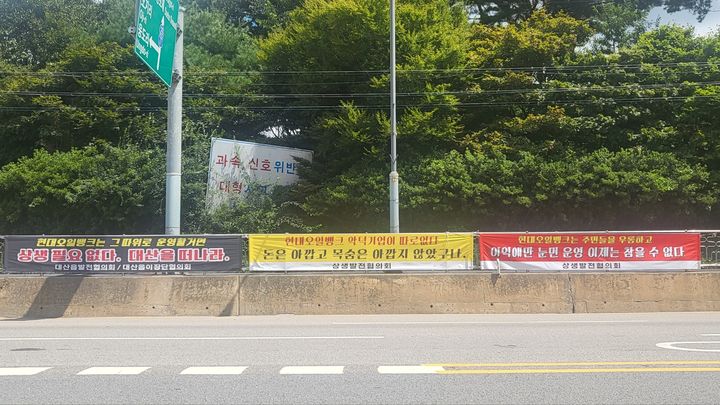 과속 신호위반
대형
현대오일뱅크는 그따위로 운영할거면
상생 필요 없다. 대산을 떠나라.
대산읍발전협의회 / 대산읍이장단협의회
현대오일뱅크 악덕기업이 따로없다
돈은 아깝고 목숨은 아깝지 않았구나.
상생발전협의회
현대오일뱅크는 주민들을 우롱하고
이익에만 눈먼 운영 이제는 참을 수 없다
상생발전협의회